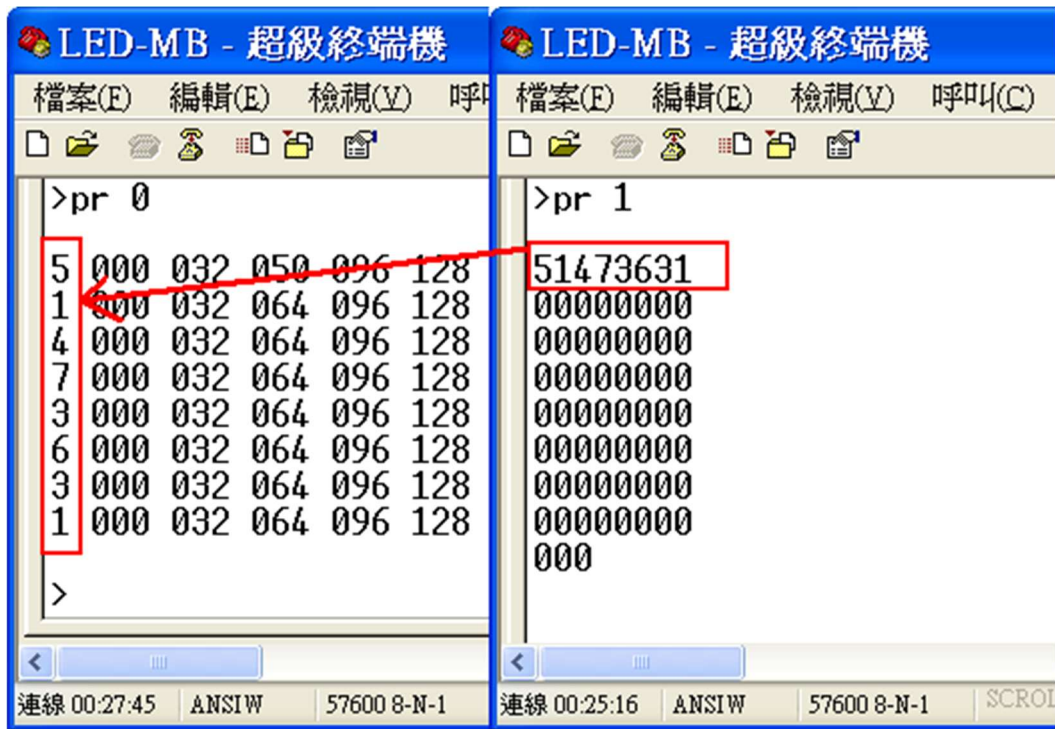 LED-MB - 超級終端機
檔案(F) 編輯(E) 檢視(V) 呼叫
>pr 0
5 000 032 050 096 128
1 000 032 064 096 128
4 000 032 064 096 128
7 000 032 064 096 128
3 000 032 064 096 128
6 000 032 064 096 128
3 000 032 064 096 128
1 000 032 064 096 128
>
連線 00:27:45 ANSIW 57600 8-N-1
LED-MB - 超級終端機
檔案(F) 編輯(E) 檢視(V) 呼叫(C)
>pr 1
51473631
00000000
00000000
00000000
00000000
00000000
00000000
00000000
000
連線 00:25:16 ANSIW 57600 8-N-1 SCROL